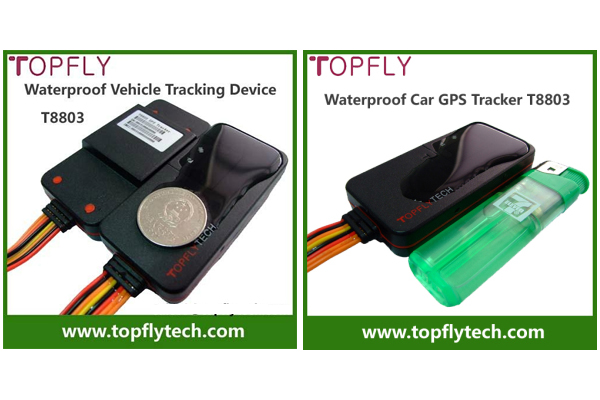 TOPFLY
Waterproof Vehicle Tracking Device
T8803
TOPFLYTECH
www.topflytech.com
TOPFLY
Waterproof Car GPS Tracker T8803
TOPFLYTECH
www.topflytech.com